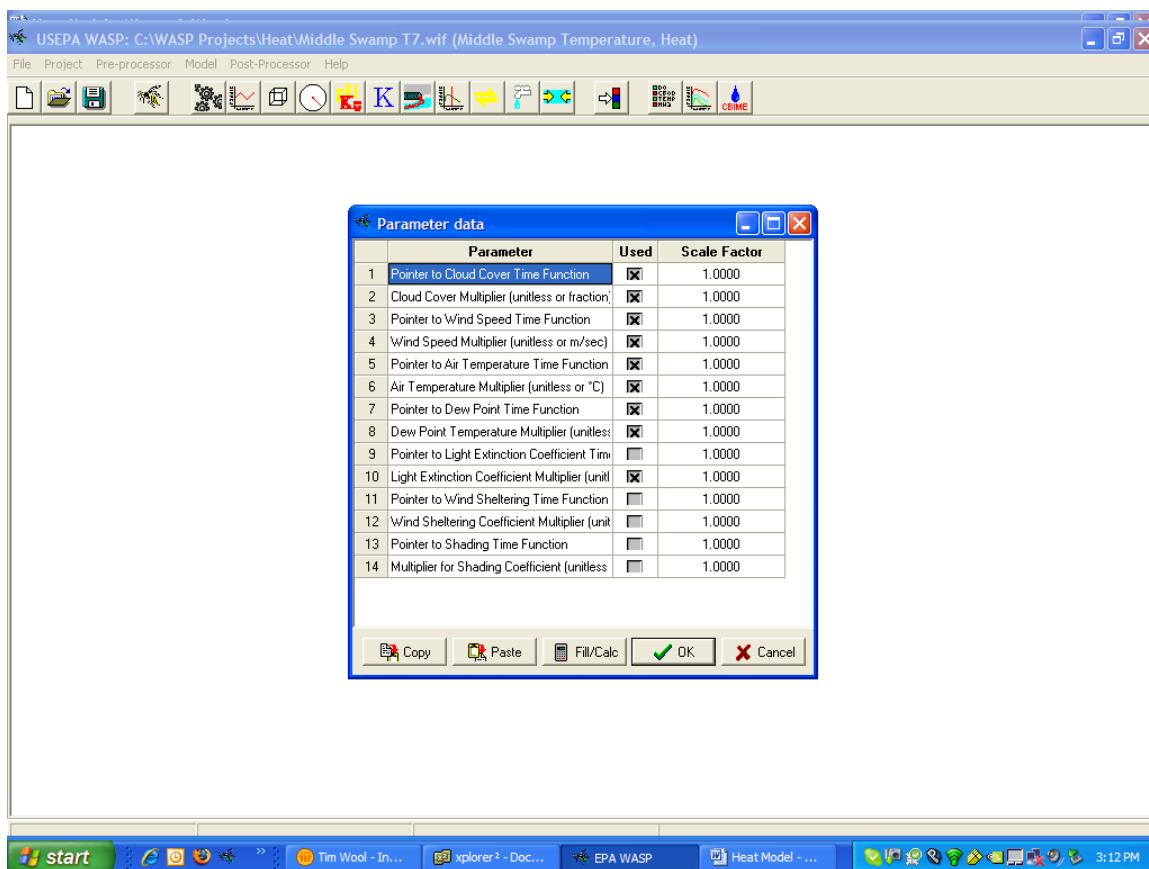 USEPA WASP: C:\WASP Projects\Heat\Middle Swamp T7.wif (Middle Swamp Temperature, Heat)
File Project Pre-processor Model Post-Processor Help
K K CBIME
Parameter data
Parameter Used Scale Factor
1 Pointer to Cloud Cover Time Function 1.0000
2 Cloud Cover Multiplier (unitless or fraction) 1.0000
3 Pointer to Wind Speed Time Function 1.0000
4 Wind Speed Multiplier (unitless or m/sec) 1.0000
5 Pointer to Air Temperature Time Function 1.0000
6 Air Temperature Multiplier (unitless or °C) 1.0000
7 Pointer to Dew Point Time Function 1.0000
8 Dew Point Temperature Multiplier (unitless 1.0000
9 Pointer to Light Extinction Coefficient Time 1.0000
10 Light Extinction Coefficient Multiplier (unitl 1.0000
11 Pointer to Wind Sheltering Time Function 1.0000
12 Wind Sheltering Coefficient Multiplier (unit 1.0000
13 Pointer to Shading Time Function 1.0000
14 Multiplier for Shading Coefficient (unitless 1.0000
Copy Paste Fill/Calc OK Cancel
start » Tim Wool - In... xplorer² - Doc... EPA WASP Heat Model - ... 3:12 PM